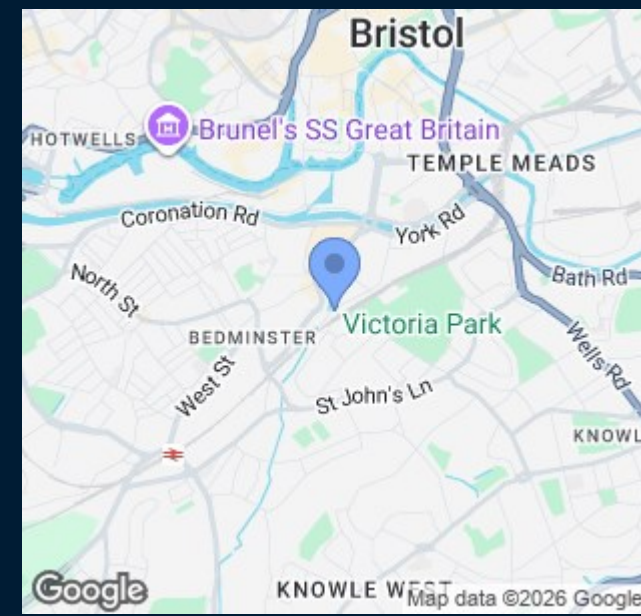 Bristol
HOTWELLS
Brunel's SS Great Britain
TEMPLE MEADS
Coronation Rd
York Rd
North St
Bath Rd
Victoria Park
BEDMINSTER
Wells Rd
West St
St John's Ln
KNOWL
KNOWLE WEST
Google
Map data ©2026 Google